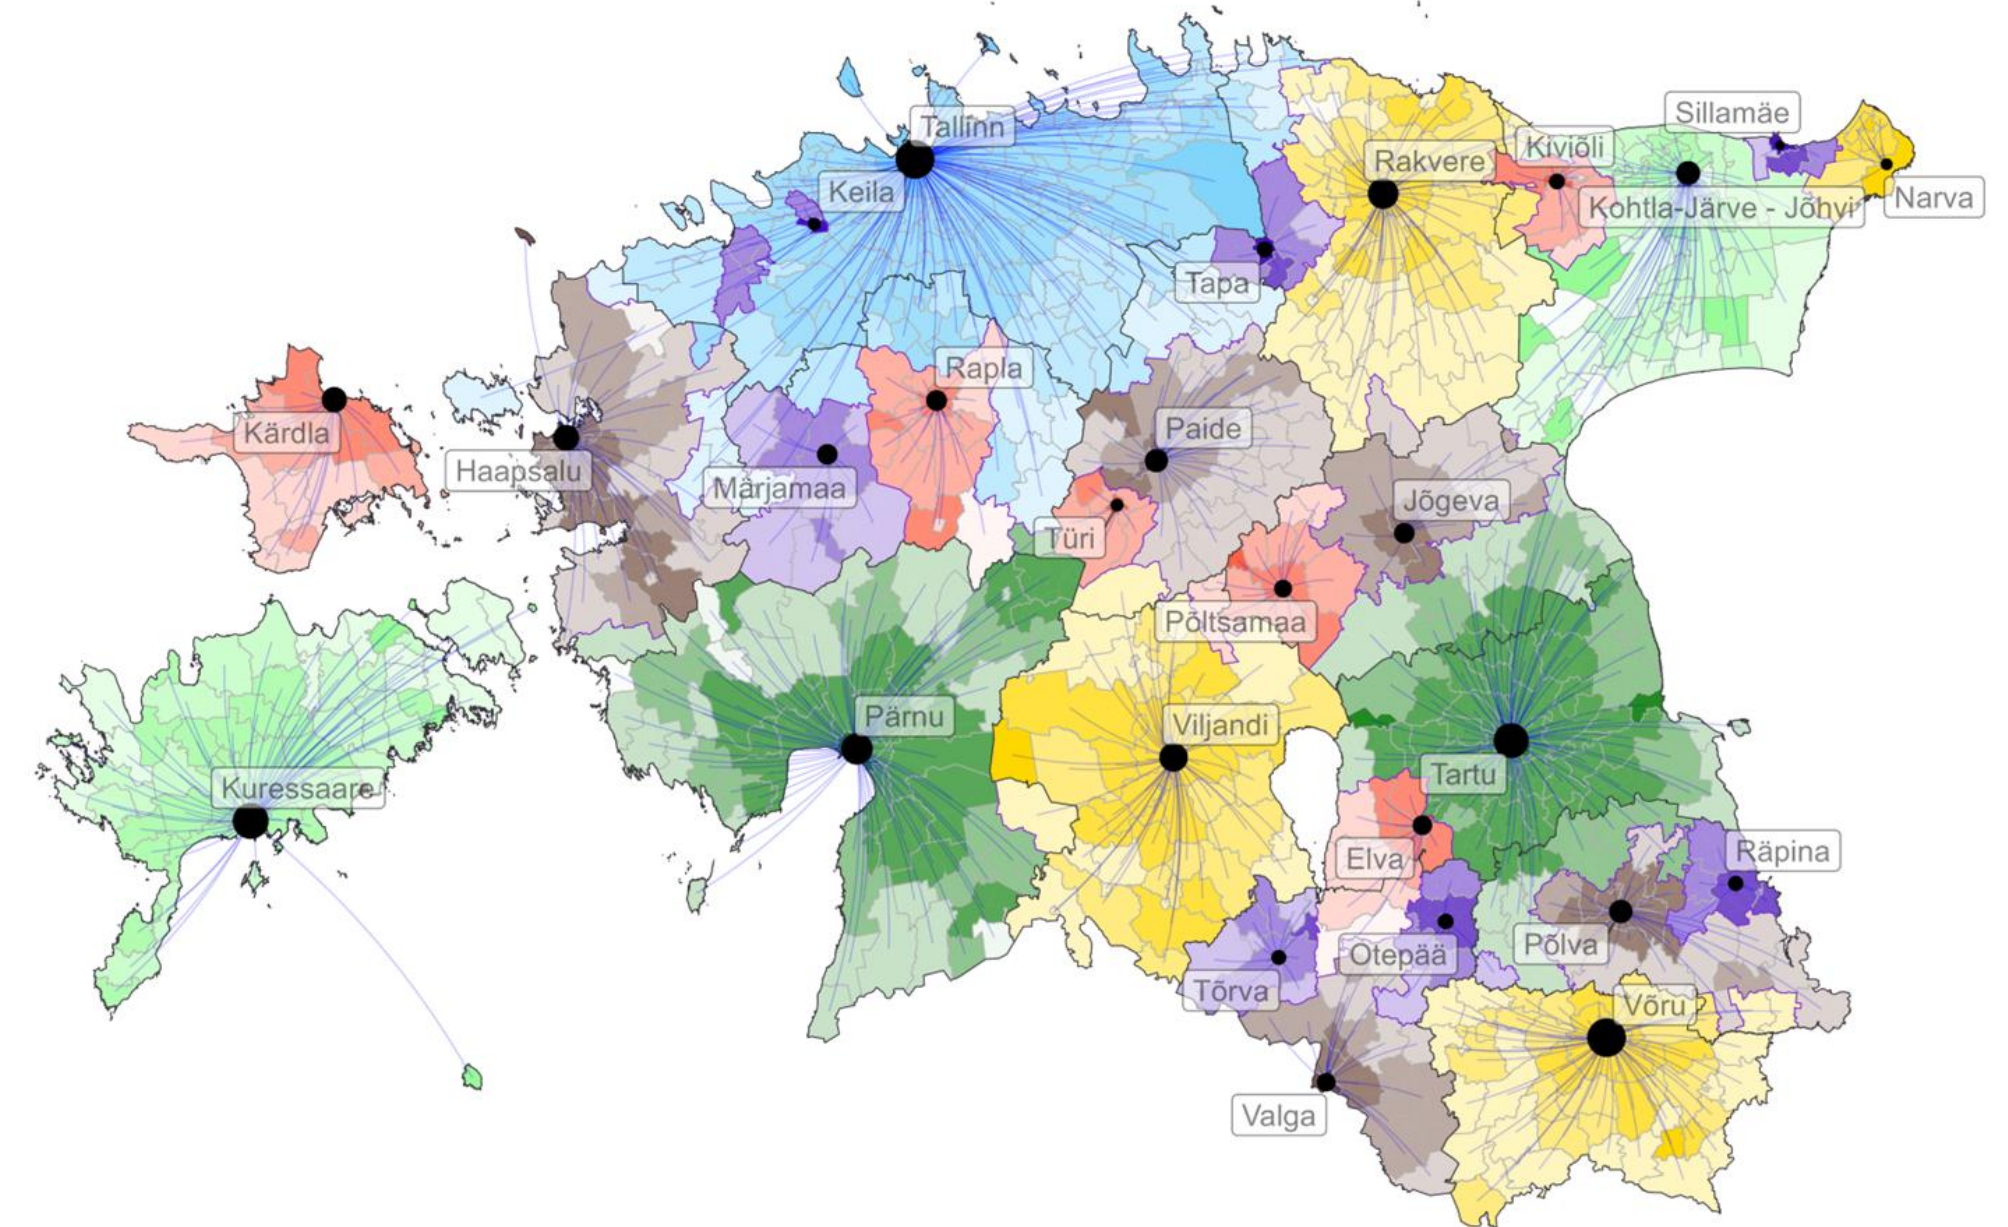 Sillamäe
Tallinn
Kiviõli
Rakvere
Keila
Narva
Kohtla-Järve - Jõhvi
Tapa
Rapla
Paide
Kärdla
Haapsalu
Märjamaa
Jõgeva
Türi
Põltsamaa
Pärnu
Viljandi
Tartu
Kuressaare
Räpina
Elva
Põlva
Otepää
Tõrva
Võru
Valga